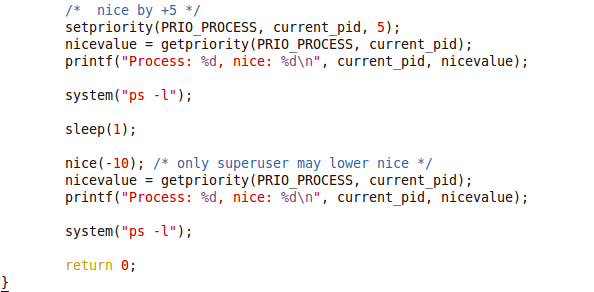 /*  nice by +5 */
setpriority(PRIO_PROCESS, current_pid, 5);
nicevalue = getpriority(PRIO_PROCESS, current_pid);
printf("Process: %d, nice: %d\n", current_pid, nicevalue);
system("ps -l");
sleep(1);
nice(-10); /* only superuser may lower nice */
nicevalue = getpriority(PRIO_PROCESS, current_pid);
printf("Process: %d, nice: %d\n", current_pid, nicevalue);
system("ps -l");
return 0;
}